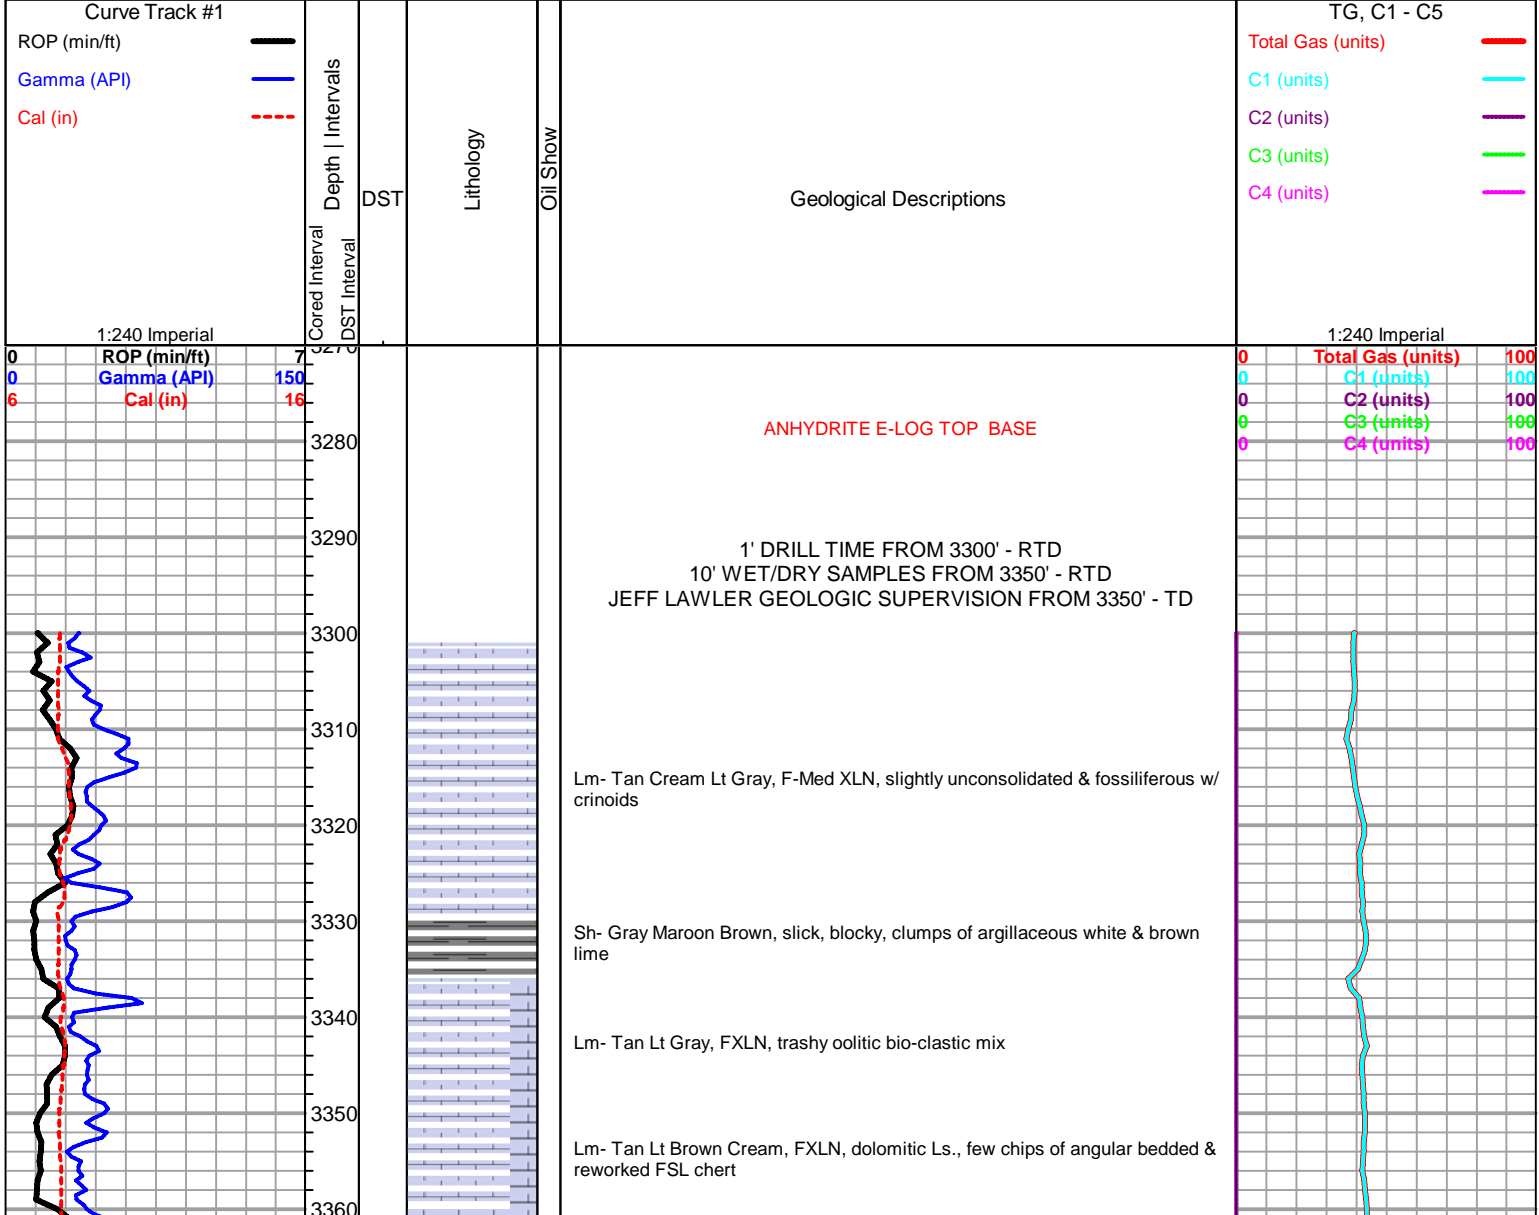 Curve Track #1
ROP (min/ft)
Gamma (API)
Cal (in)
1:240 Imperial
Depth | Intervals
Cored Interval
DST Interval
DST
Lithology
Oil Show
Geological Descriptions
TG, C1 - C5
Total Gas (units)
C1 (units)
C2 (units)
C3 (units)
C4 (units)
1:240 Imperial
0 ROP (min/ft) 7
0 Gamma (API) 150
6 Cal (in) 16
3270
3280
3290
3300
3310
3320
3330
3340
3350
3360
ANHYDRITE E-LOG TOP BASE
1' DRILL TIME FROM 3300' - RTD
10' WET/DRY SAMPLES FROM 3350' - RTD
JEFF LAWLER GEOLOGIC SUPERVISION FROM 3350' - TD
Lm- Tan Cream Lt Gray, F-Med XLN, slightly unconsolidated & fossiliferous w/
crinoids
Sh- Gray Maroon Brown, slick, blocky, clumps of argillaceous white & brown
lime
Lm- Tan Lt Gray, FXLN, trashy oolitic bio-clastic mix
Lm- Tan Lt Brown Cream, FXLN, dolomitic Ls., few chips of angular bedded &
reworked FSL chert
0 Total Gas (units) 100
0 C1 (units) 100
0 C2 (units) 100
0 C3 (units) 100
0 C4 (units) 100